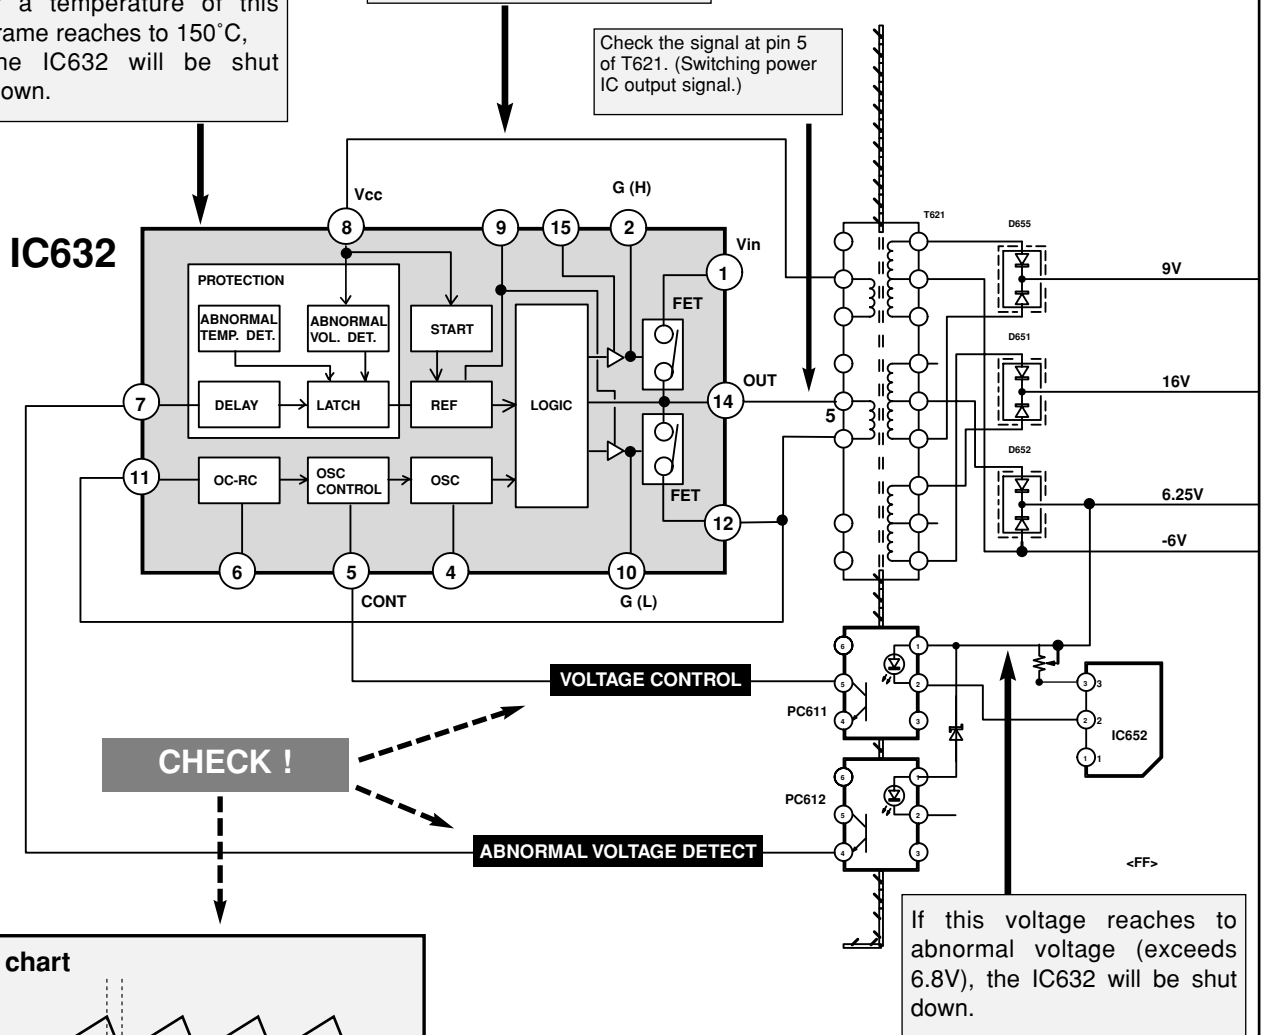 a temperature of this
rame reaches to 150˚C,
he IC632 will be shut
own.
Check the signal at pin 5
of T621. (Switching power
IC output signal.)
IC632
Vcc
8
9
15
G (H)
2
Vin
1
PROTECTION
ABNORMAL
TEMP. DET.
ABNORMAL
VOL. DET.
START
FET
DELAY
LATCH
REF
LOGIC
7
OUT
14
5
11
OC-RC
OSC
CONTROL
OSC
FET
12
6
5
4
10
CONT
G (L)
T621
D655
9V
D651
16V
D652
6.25V
-6V
VOLTAGE CONTROL
PC611
6
5
4
1
2
3
3
3
2
2
1
1
IC652
CHECK !
PC612
6
5
4
1
2
3
ABNORMAL VOLTAGE DETECT
<FF>
If this voltage reaches to
abnormal voltage (exceeds
6.8V), the IC632 will be shut
down.
chart